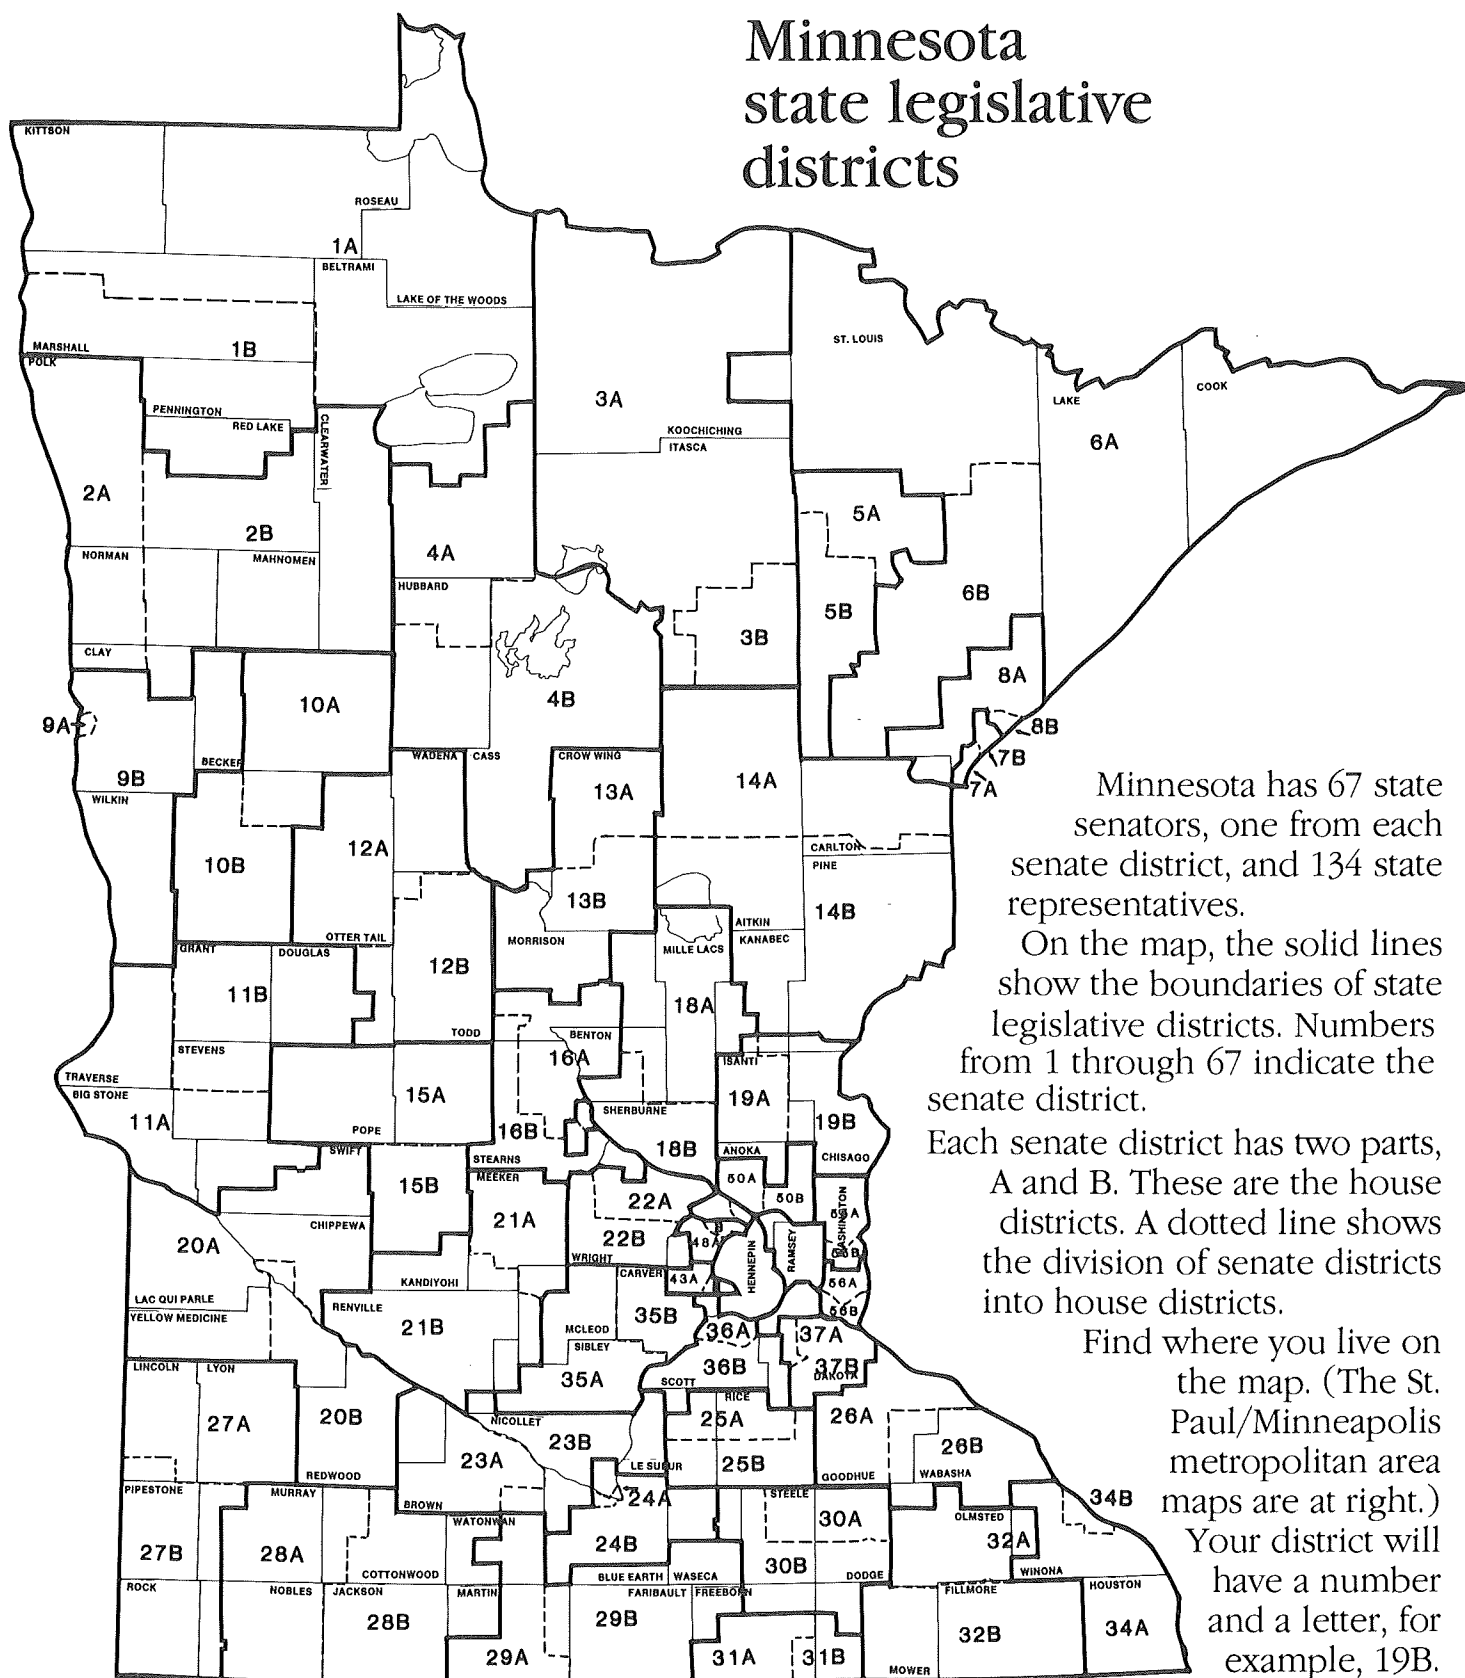 Minnesota
state legislative
districts
KITTSON
ROSEAU
1A
BELTRAMI
LAKE OF THE WOODS
MARSHALL
1B
POLK
PENNINGTON
RED LAKE
CLEARWATER
2A
2B
NORMAN
MAHNOMEN
3A
KOOCHICHING
ITASCA
ST. LOUIS
LAKE
COOK
6A
5A
4A
HUBBARD
5B
6B
3B
CLAY
8A
4B
10A
9A
8B
7B
7A
BECKER
9B
WILKIN
WADENA
CASS
CROW WING
13A
14A
12A
10B
CARLTON
PINE
13B
14B
OTTER TAIL
MORRISON
AITKIN
KANABEC
MILLE LACS
GRANT
DOUGLAS
12B
11B
18A
TODD
BENTON
STEVENS
16A
ISANTI
TRAVERSE
BIG STONE
15A
19A
SHERBURNE
11A
POPE
16B
19B
18B
SWIFT
STEARNS
ANOKA
CHISAGO
MEEKER
50A
50B
15B
22A
21A
55A
WASHINGTON
CHIPPEWA
20A
22B
48A
B
55B
HENNEPIN
RAMSEY
WRIGHT
KANDIYOHI
CARVER
43A
56A
LAC QUI PARLE
RENVILLE
56B
YELLOW MEDICINE
21B
MCLEOD
35B
36A
37A
SIBLEY
LINCOLN
LYON
36B
37B
DAKOTA
35A
SCOTT
RICE
27A
20B
NICOLLET
25A
26A
23B
23A
26B
LE SUEUR
25B
REDWOOD
GOODHUE
WABASHA
PIPESTONE
MURRAY
24A
STEELE
34B
BROWN
WATONWAN
30A
OLMSTED
24B
32A
27B
28A
30B
COTTONWOOD
BLUE EARTH
WASECA
DODGE
WINONA
ROCK
NOBLES
JACKSON
MARTIN
FARIBAULT
FREEBORN
FILLMORE
HOUSTON
28B
29B
32B
34A
29A
31A
31B
MOWER
Minnesota has 67 state
senators, one from each
senate district, and 134 state
representatives.
On the map, the solid lines
show the boundaries of state
legislative districts. Numbers
from 1 through 67 indicate the
senate district.
Each senate district has two parts,
A and B. These are the house
districts. A dotted line shows
the division of senate districts
into house districts.
Find where you live on
the map. (The St.
Paul/Minneapolis
metropolitan area
maps are at right.)
Your district will
have a number
and a letter, for
example, 19B.